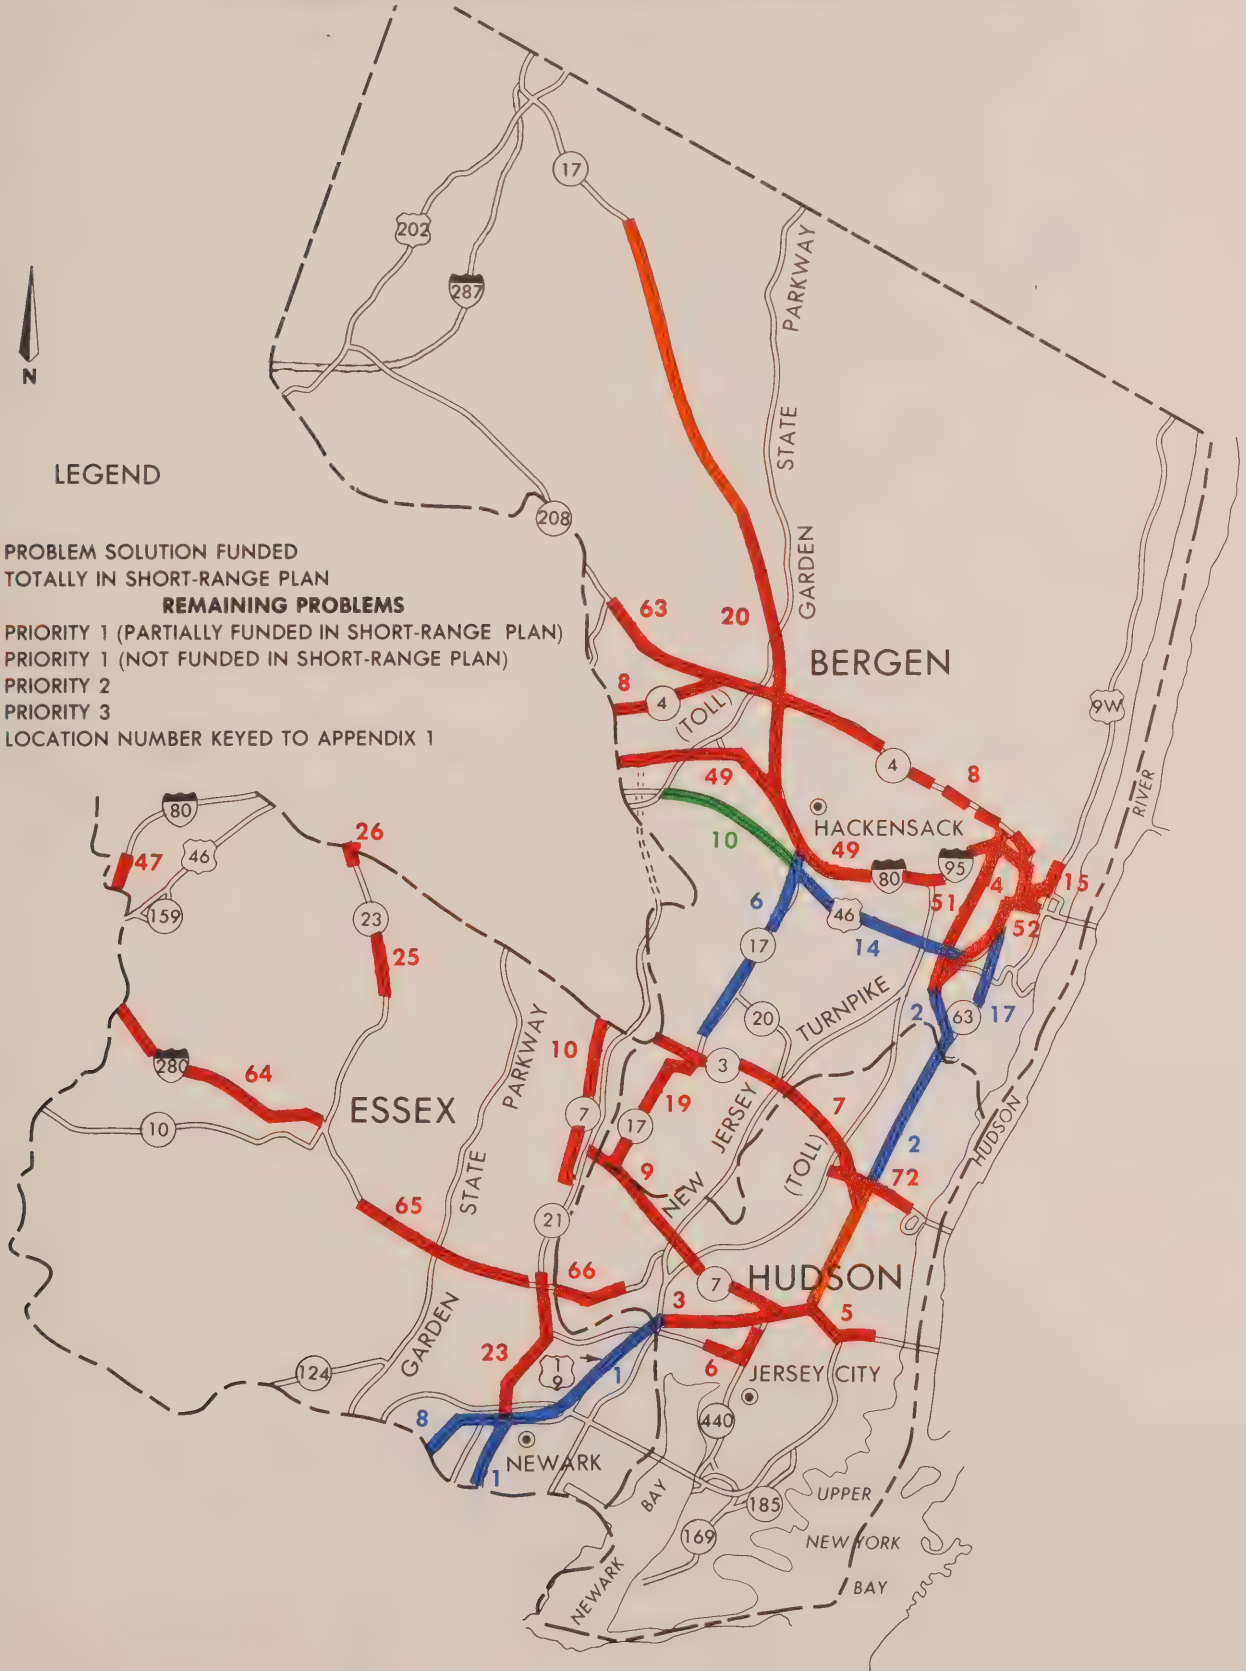 17
202
287
STATE PARKWAY
GARDEN
N
LEGEND
208
PROBLEM SOLUTION FUNDED
TOTALLY IN SHORT-RANGE PLAN
REMAINING PROBLEMS
PRIORITY 1 (PARTIALLY FUNDED IN SHORT-RANGE PLAN)
PRIORITY 1 (NOT FUNDED IN SHORT-RANGE PLAN)
PRIORITY 2
PRIORITY 3
LOCATION NUMBER KEYED TO APPENDIX 1
63
20
BERGEN
8
4
(TOLL)
9W
4
8
49
RIVER
80
46
47
26
10
HACKENSACK
49
80
95
4
15
159
23
25
6
46
51
52
17
14
PARKWAY
TURNPIKE
2
63
17
20
280
64
10
3
7
ESSEX
10
7
17
19
JERSEY
HUDSON
2
STATE
9
NEW
(TOLL)
72
65
21
66
7
HUDSON
GARDEN
3
5
23
1
9
1
6
JERSEY CITY
124
8
440
NEWARK
1
BAY
185
UPPER
169
NEW YORK
NEWARK
BAY